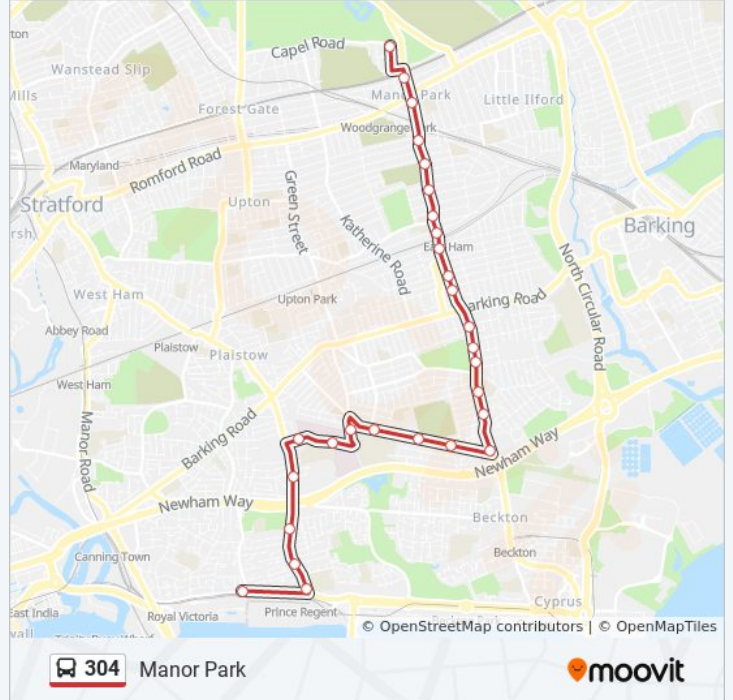 ton
Capel Road
Wanstead Slip
Mills
Manor Park
Little Ilford
Forest Gate
Woodgrange Park
Maryland
Romford Road
Stratford
Green Street
Upton
Katherine Road
Barking
rsh,
East Ham
North Circular Road
West Ham
Upton Park
Barking Road
Abbey Road
Plaistow
Plaistow
West Ham
Manor Road
Barking Road
Newham Way
Newham Way
Beckton
Canning Town
Beckton
East India
Royal Victoria
Prince Regent
Cyprus
wall
© OpenStreetMap contributors | © OpenMapTiles
304 Manor Park
moovit